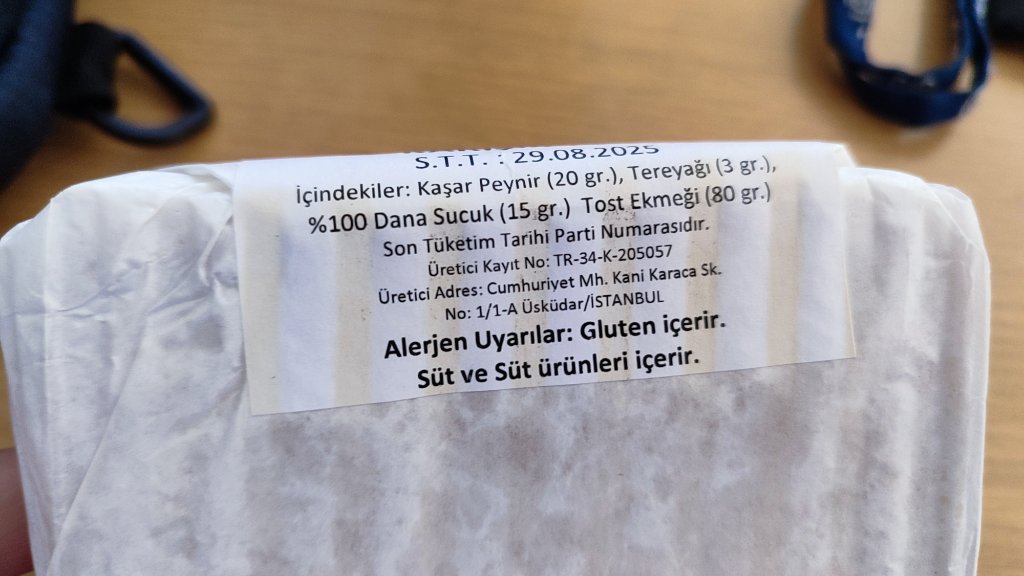 S.T.T. : 29.08.2025
İçindekiler: Kaşar Peynir (20 gr.), Tereyağı (3 gr.),
%100 Dana Sucuk (15 gr.) Tost Ekmeği (80 gr.)
Son Tüketim Tarihi Parti Numarasıdır.
Üretici Kayıt No: TR-34-K-205057
Üretici Adres: Cumhuriyet Mh. Kani Karaca Sk.
No: 1/1-A Üsküdar/İSTANBUL
Alerjen Uyarılar: Gluten içerir.
Süt ve Süt ürünleri içerir.